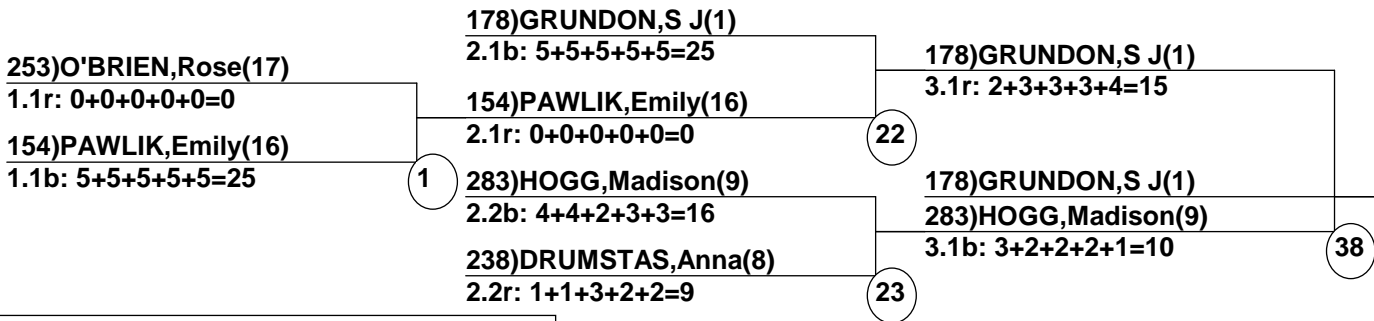 253)O'BRIEN,Rose(17)
1.1r: 0+0+0+0+0=0
154)PAWLIK,Emily(16)
1.1b: 5+5+5+5+5=25
1
178)GRUNDON,S J(1)
2.1b: 5+5+5+5+5=25
154)PAWLIK,Emily(16)
2.1r: 0+0+0+0+0=0
22
283)HOGG,Madison(9)
2.2b: 4+4+2+3+3=16
238)DRUMSTAS,Anna(8)
2.2r: 1+1+3+2+2=9
23
178)GRUNDON,S J(1)
3.1r: 2+3+3+3+4=15
178)GRUNDON,S J(1)
283)HOGG,Madison(9)
3.1b: 3+2+2+2+1=10
38